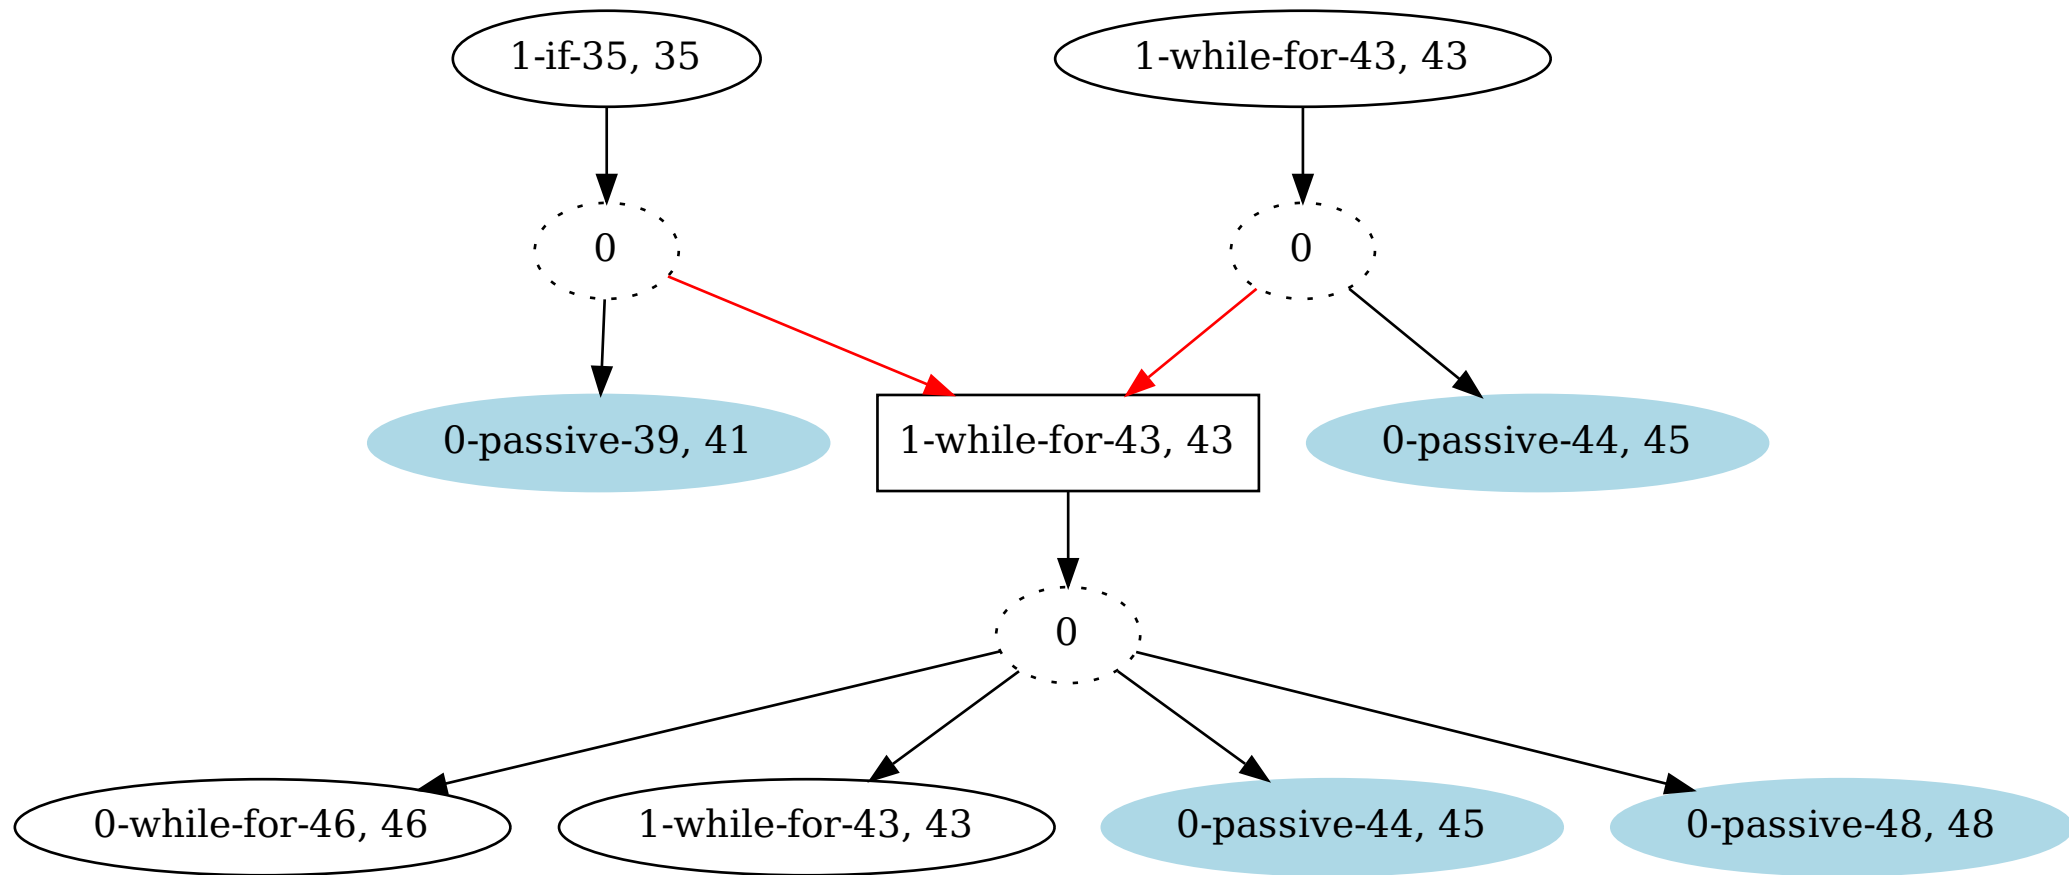 1-if-35, 35
1-while-for-43, 43
0
0
0-passive-39, 41
1-while-for-43, 43
0-passive-44, 45
0
0-while-for-46, 46
1-while-for-43, 43
0-passive-44, 45
0-passive-48, 48